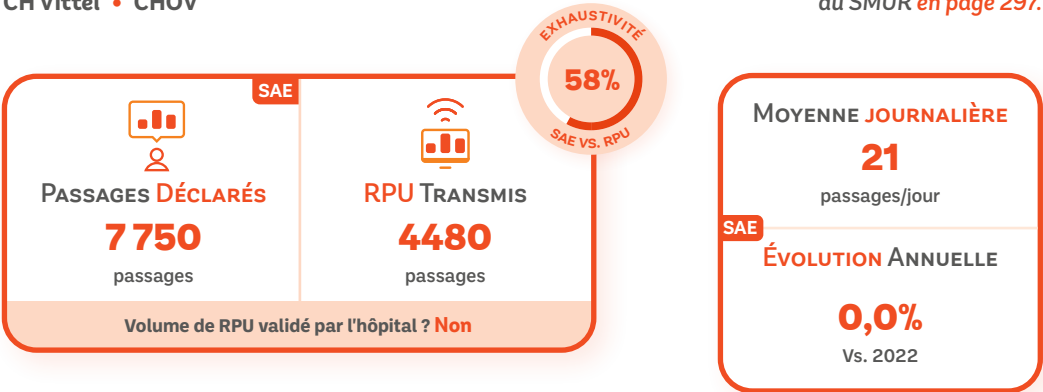 CH Vittel • CHOV
du SMUR en page 297.
EXHAUSTIVITÉ
58%
SAE VS. RPU
SAE
Passages Déclarés
7 750
passages
RPU Transmis
4480
passages
Volume de RPU validé par l'hôpital ? Non
Moyenne journalière
21
passages/jour
SAE
Évolution Annuelle
0,0%
Vs. 2022